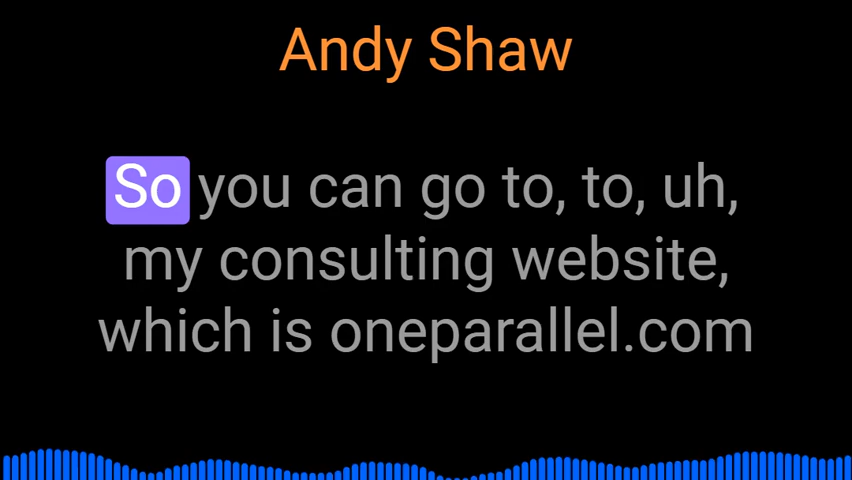 Andy Shaw
So you can go to, to, uh,
my consulting website,
which is oneparallel.com